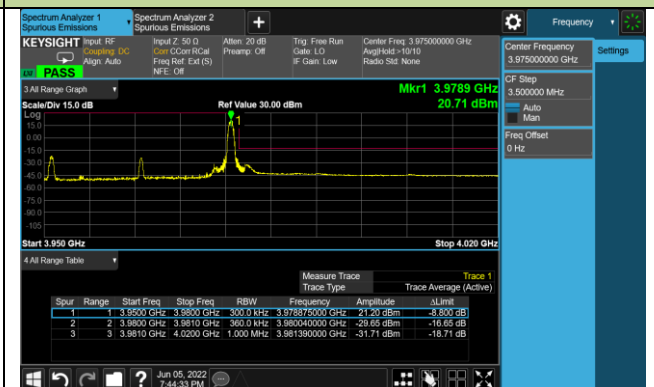 Spectrum Analyzer 1
Spurious Emissions
Spectrum Analyzer 2
Spurious Emissions
+
Frequency
KEYSIGHT
Input: RF
Coupling: DC
Align: Auto
Input Z: 50 Ω
Corr CCorr RCal
Freq Ref: Ext (S)
NFE: Off
Atten: 20 dB
Preamp: Off
Trig: Free Run
Gate: LO
IF Gain: Low
Center Freq: 3.975000000 GHz
Avg|Hold:>10/10
Radio Std: None
PASS
Center Frequency
3.975000000 GHz
Settings
CF Step
3.500000 MHz
Auto
Man
Freq Offset
0 Hz
3 All Range Graph
Mkr1 3.9789 GHz
20.71 dBm
Scale/Div 15.0 dB
Ref Value 30.00 dBm
Log
15.0
0.00
-15.0
-30.0
-45.0
-60.0
-75.0
-90.0
-105
1
Start 3.950 GHz
Stop 4.020 GHz
4 All Range Table
Measure Trace Trace 1
Trace Type Trace Average (Active)
Spur Range Start Freq Stop Freq RBW Frequency Amplitude ΔLimit
1 1 3.9500 GHz 3.9800 GHz 300.0 kHz 3.978875000 GHz 21.20 dBm -8.800 dB
2 2 3.9800 GHz 3.9810 GHz 360.0 kHz 3.980040000 GHz -29.65 dBm -16.65 dB
3 3 3.9810 GHz 4.0200 GHz 1.000 MHz 3.981390000 GHz -31.71 dBm -18.71 dB
?
Jun 05, 2022
7:44:33 PM